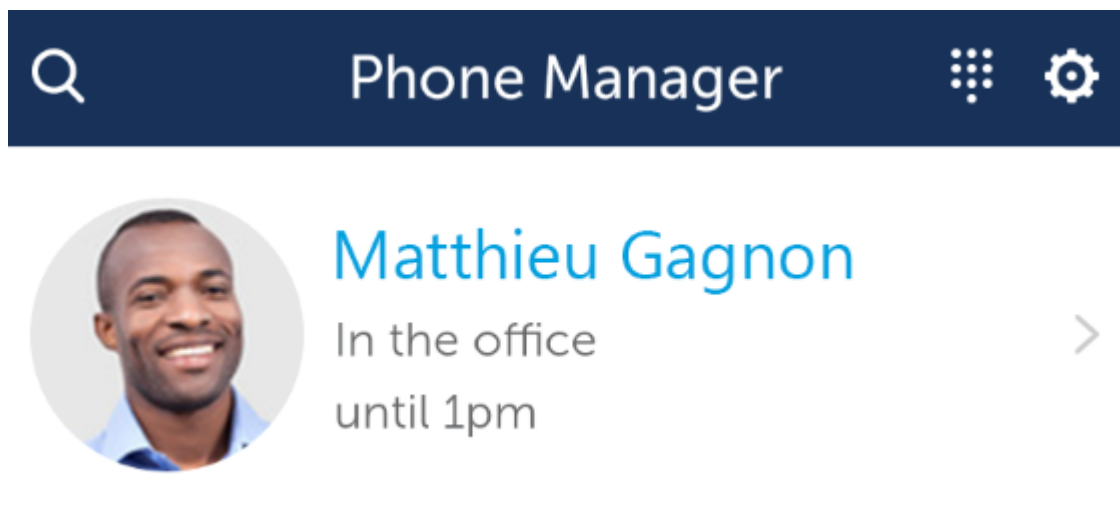 Phone Manager
Matthieu Gagnon
In the office
until 1pm